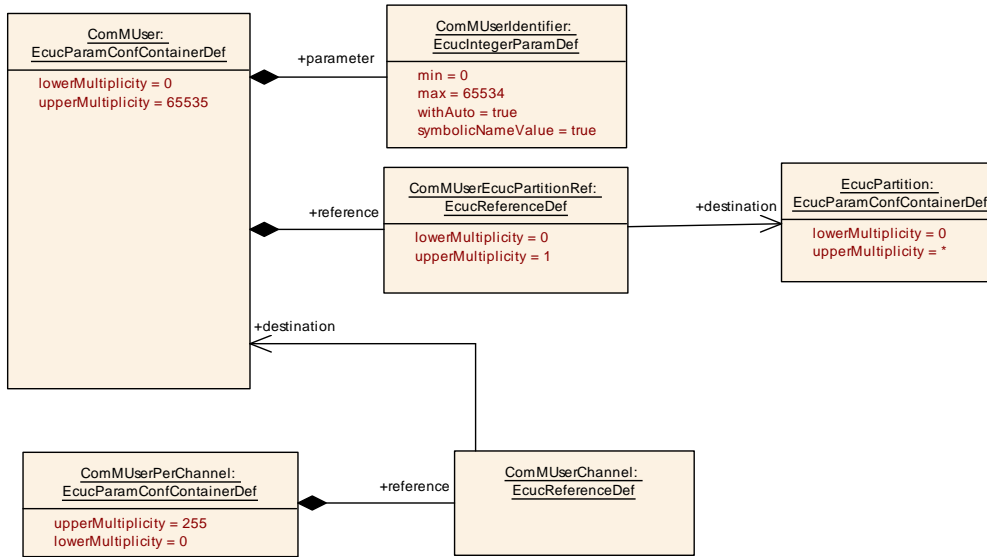 ComMUser:
EcucParamConfContainerDef
lowerMultiplicity = 0
upperMultiplicity = 65535
+parameter
ComMUserIdentifier:
EcucIntegerParamDef
min = 0
max = 65534
withAuto = true
symbolicNameValue = true
+reference
ComMUserEcucPartitionRef:
EcucReferenceDef
lowerMultiplicity = 0
upperMultiplicity = 1
+destination
EcucPartition:
EcucParamConfContainerDef
lowerMultiplicity = 0
upperMultiplicity = *
+destination
ComMUserPerChannel:
EcucParamConfContainerDef
upperMultiplicity = 255
lowerMultiplicity = 0
+reference
ComMUserChannel:
EcucReferenceDef